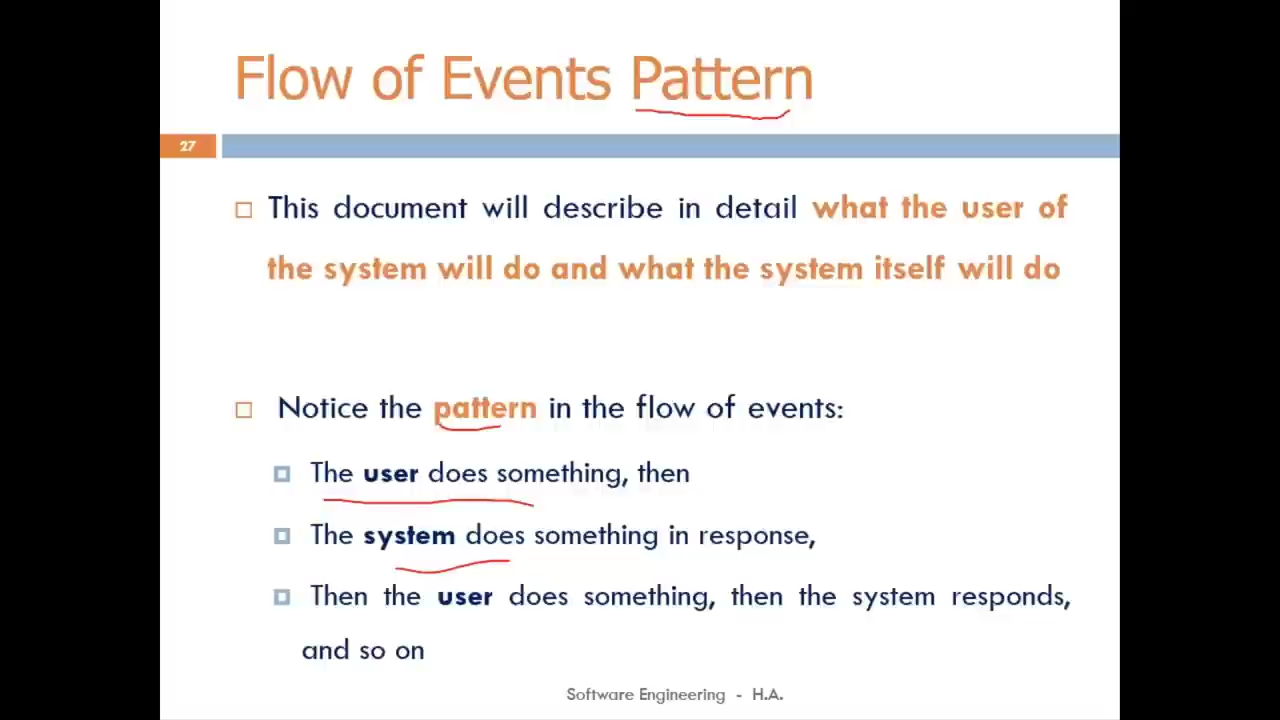 Flow of Events Pattern
27
This document will describe in detail what the user of
the system will do and what the system itself will do
Notice the pattern in the flow of events:
The user does something, then
The system does something in response,
Then the user does something, then the system responds,
and so on
Software Engineering - H.A.